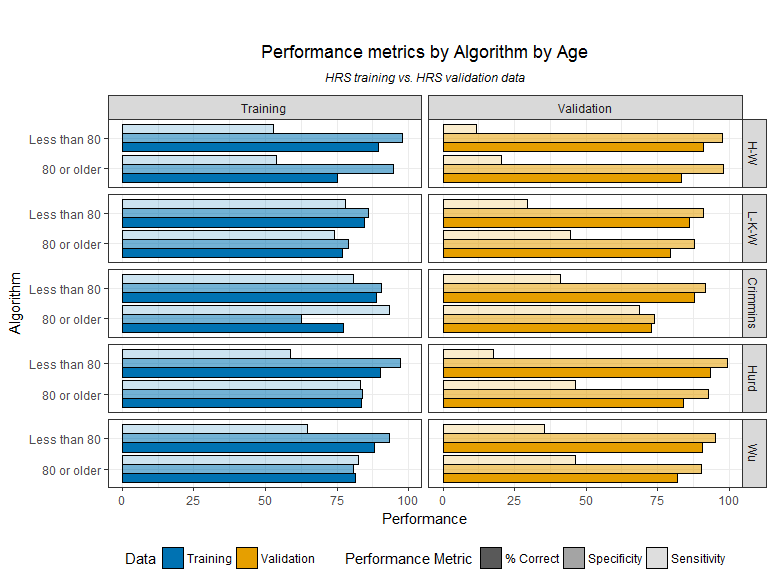 Performance metrics by Algorithm by Age
HRS training vs. HRS validation data
Training
Validation
Algorithm
Less than 80
80 or older
H-W
Less than 80
80 or older
L-K-W
Less than 80
80 or older
Crimmins
Less than 80
80 or older
Hurd
Less than 80
80 or older
Wu
0 25 50 75 100 0 25 50 75 100
Performance
Data Training Validation Performance Metric % Correct Specificity Sensitivity